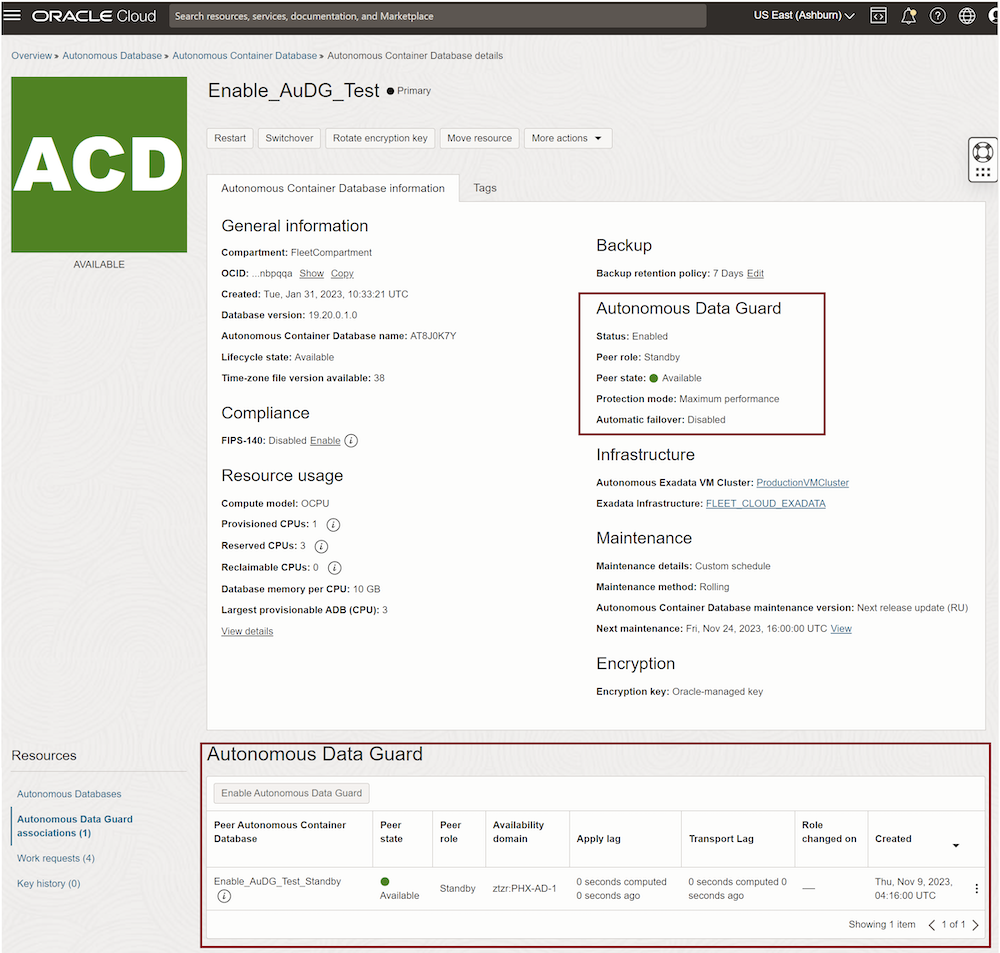 ORACLE Cloud
Search resources, services, documentation, and Marketplace
US East (Ashburn)
Overview » Autonomous Database » Autonomous Container Database » Autonomous Container Database details
ACD
AVAILABLE
Enable_AuDG_Test Primary
Restart Switchover Rotate encryption key Move resource More actions
Autonomous Container Database information Tags
General information
Compartment: FleetCompartment
OCID: ...nbpqqa Show Copy
Created: Tue, Jan 31, 2023, 10:33:21 UTC
Database version: 19.20.0.1.0
Autonomous Container Database name: AT8J0K7Y
Lifecycle state: Available
Time-zone file version available: 38
Compliance
FIPS-140: Disabled Enable i
Resource usage
Compute model: OCPU
Provisioned CPUs: 1 i
Reserved CPUs: 3 i
Reclaimable CPUs: 0 i
Database memory per CPU: 10 GB
Largest provisionable ADB (CPU): 3
View details
Backup
Backup retention policy: 7 Days Edit
Autonomous Data Guard
Status: Enabled
Peer role: Standby
Peer state: Available
Protection mode: Maximum performance
Automatic failover: Disabled
Infrastructure
Autonomous Exadata VM Cluster: ProductionVMCluster
Exadata Infrastructure: FLEET_CLOUD_EXADATA
Maintenance
Maintenance details: Custom schedule
Maintenance method: Rolling
Autonomous Container Database maintenance version: Next release update (RU)
Next maintenance: Fri, Nov 24, 2023, 16:00:00 UTC View
Encryption
Encryption key: Oracle-managed key
Resources
Autonomous Databases
Autonomous Data Guard
associations (1)
Work requests (4)
Key history (0)
Autonomous Data Guard
Enable Autonomous Data Guard
Peer Autonomous Container
Database
Peer
state
Peer
role
Availability
domain
Apply lag
Transport Lag
Role
changed on
Created
Enable_AuDG_Test_Standby
i
Available
Standby
ztzr:PHX-AD-1
0 seconds computed
0 seconds ago
0 seconds computed 0
seconds ago
—
Thu, Nov 9, 2023,
04:16:00 UTC
Showing 1 item < 1 of 1 >